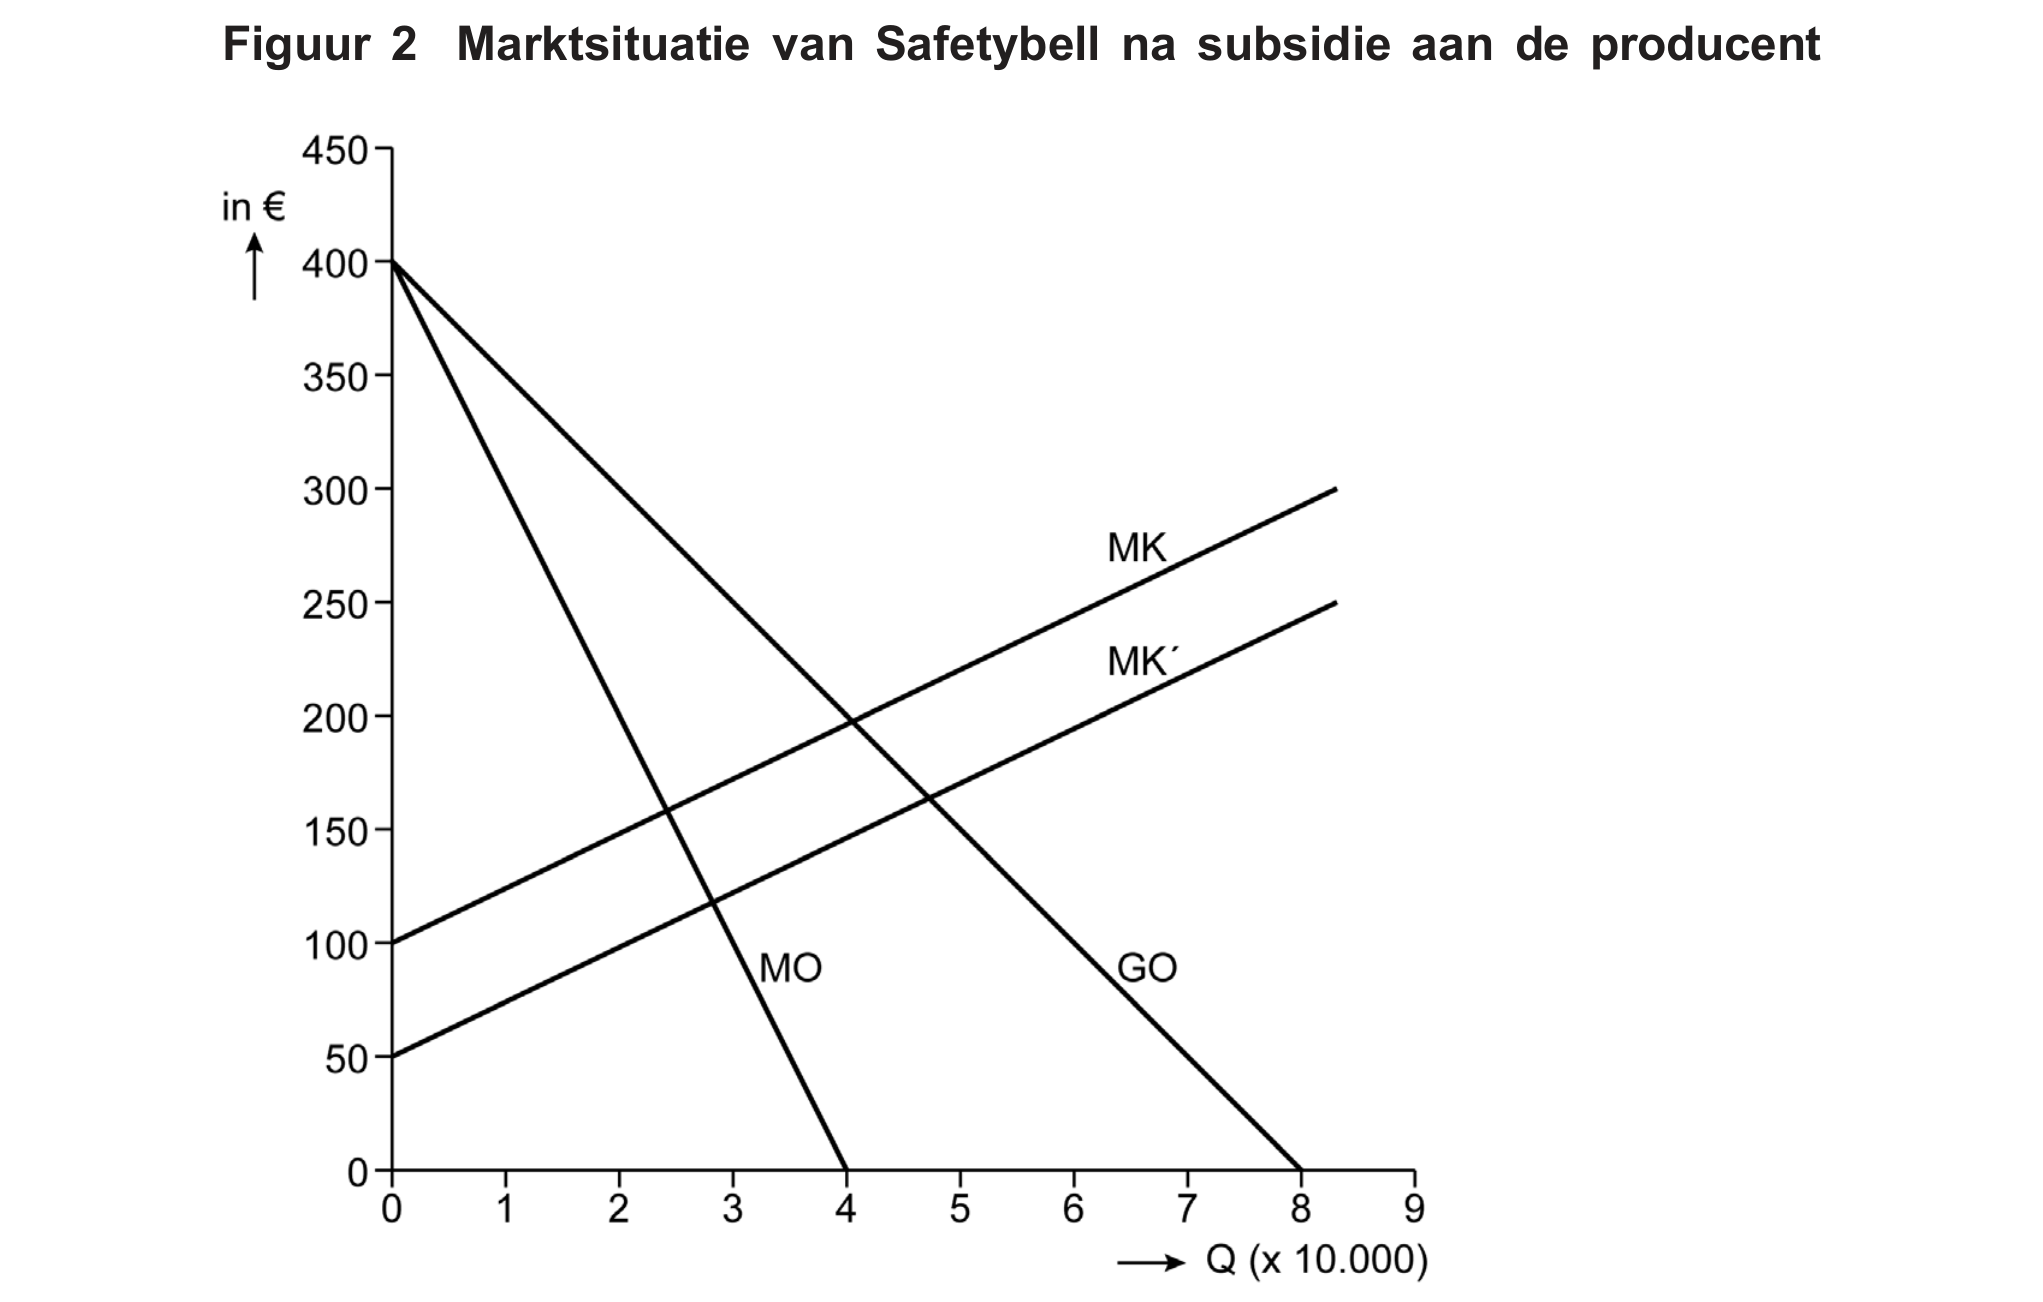 Figuur 2 Marktsituatie van Safetybell na subsidie aan de producent
450
in €
400
350
300
MK
250
MK´
200
150
100
MO
GO
50
0
0 1 2 3 4 5 6 7 8 9
Q (x 10.000)